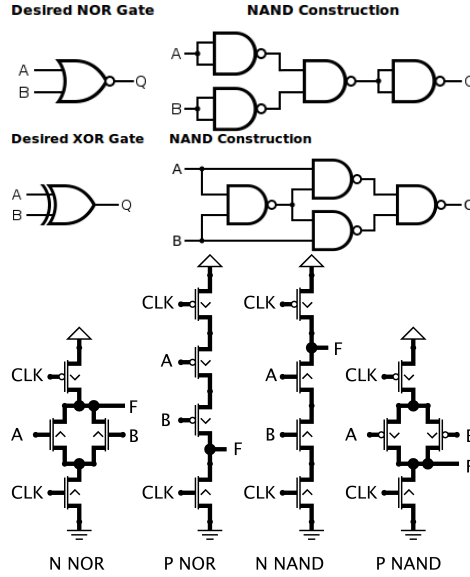 Desired NOR Gate NAND Construction
A
B
Q
A
B
Desired XOR Gate NAND Construction
A
B
Q
A
B
CLK
A
B
F
CLK
CLK
F
A
B
CLK
CLK
F
A
B
CLK
CLK
A
CLK
N NOR P NOR N NAND P NAND